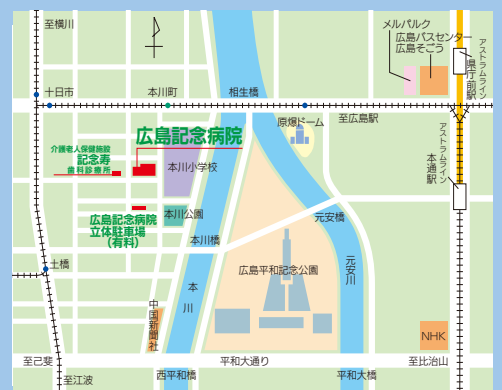 至横川
メルパルク
広島バスセンター
広島そごう
アストラムライン
県庁前駅
十日市
本川町
相生橋
原爆ドーム
至広島駅
アストラムライン
本通駅
広島記念病院
介護老人保健施設
記念寿
歯科診療所
本川小学校
広島記念病院
立体駐車場
(有料)
本川公園
元安橋
本川橋
土橋
広島平和記念公園
本川
元安川
中国新聞社
NHK
至己斐
平和大通り
至比治山
至江波
西平和橋
平和大橋